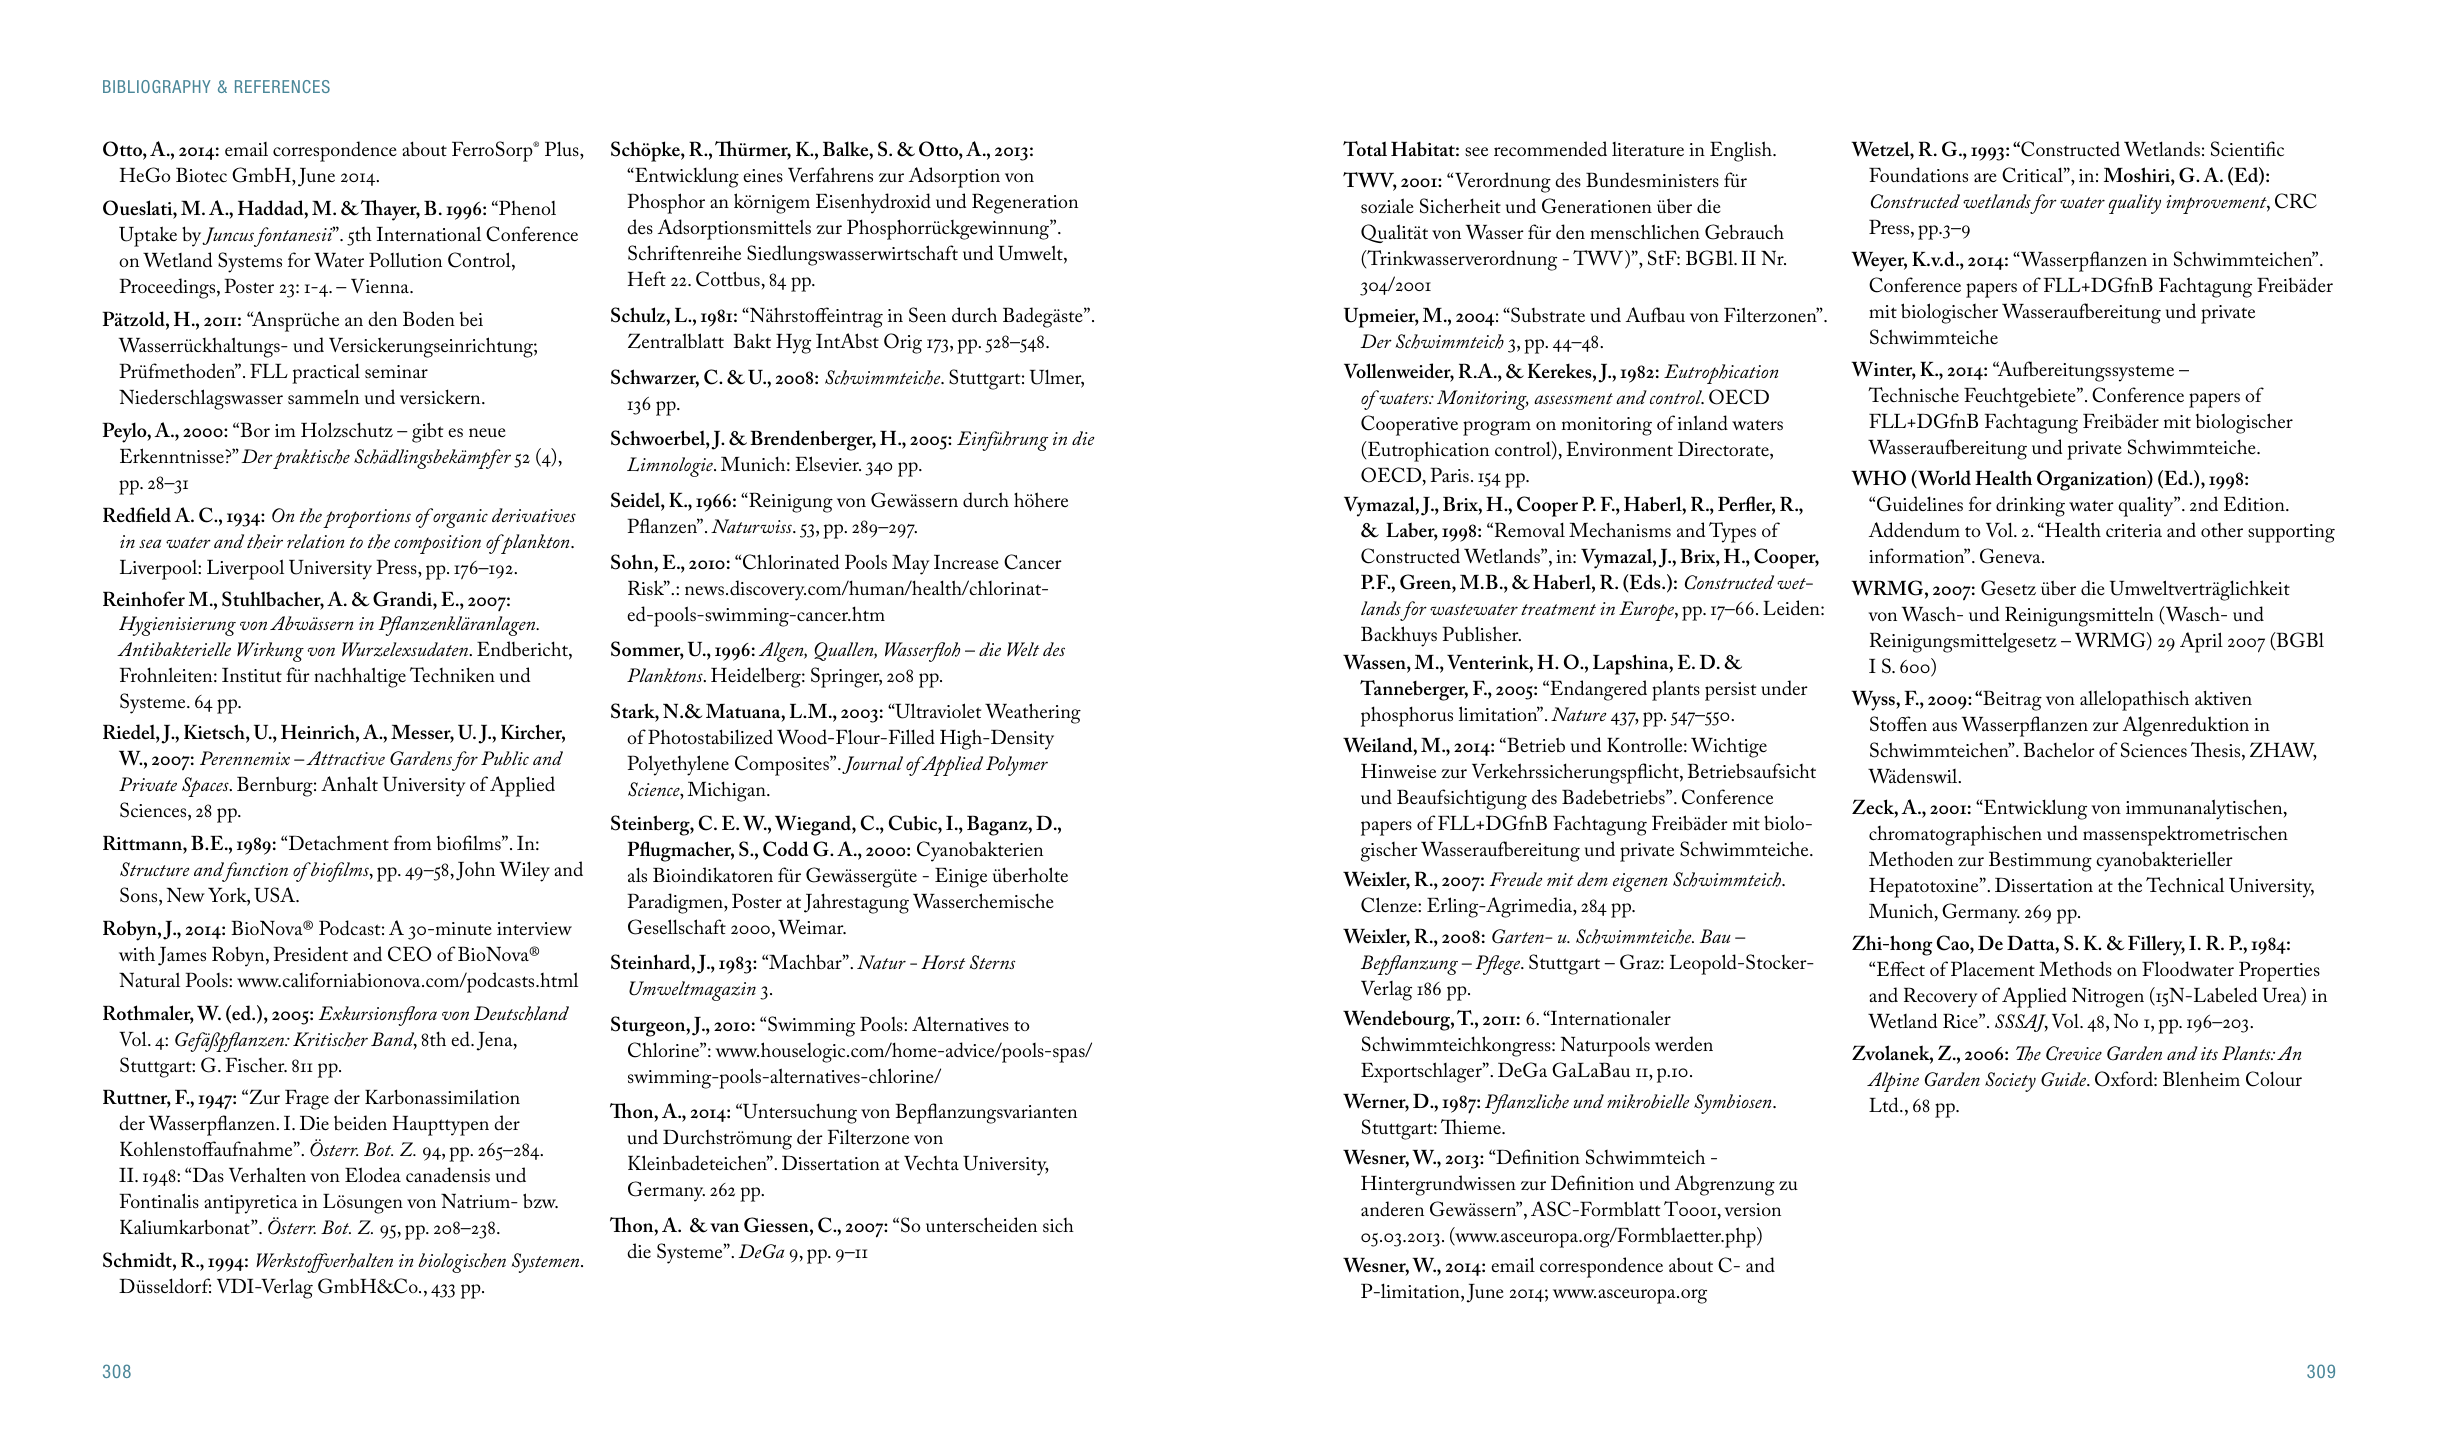 BIBLIOGRAPHY & REFERENCES
Otto, A., 2014: email correspondence about FerroSorp® Plus,
HeGo Biotec GmbH, June 2014.
Oueslati, M. A., Haddad, M. & Thayer, B. 1996: “Phenol
Uptake by Juncus fontanesii”. 5th International Conference
on Wetland Systems for Water Pollution Control,
Proceedings, Poster 23: 1-4. – Vienna.
Pätzold, H., 2011: “Ansprüche an den Boden bei
Wasserrückhaltungs- und Versickerungseinrichtung;
Prüfmethoden”. FLL practical seminar
Niederschlagswasser sammeln und versickern.
Peylo, A., 2000: “Bor im Holzschutz – gibt es neue
Erkenntnisse?” Der praktische Schädlingsbekämpfer 52 (4),
pp. 28–31
Redfield A. C., 1934: On the proportions of organic derivatives
in sea water and their relation to the composition of plankton.
Liverpool: Liverpool University Press, pp. 176–192.
Reinhofer M., Stuhlbacher, A. & Grandi, E., 2007:
Hygienisierung von Abwässern in Pflanzenkläranlagen.
Antibakterielle Wirkung von Wurzelexsudaten. Endbericht,
Frohnleiten: Institut für nachhaltige Techniken und
Systeme. 64 pp.
Riedel, J., Kietsch, U., Heinrich, A., Messer, U. J., Kircher,
W., 2007: Perennemix – Attractive Gardens for Public and
Private Spaces. Bernburg: Anhalt University of Applied
Sciences, 28 pp.
Rittmann, B.E., 1989: “Detachment from biofilms”. In:
Structure and function of biofilms, pp. 49–58, John Wiley and
Sons, New York, USA.
Robyn, J., 2014: BioNova® Podcast: A 30-minute interview
with James Robyn, President and CEO of BioNova®
Natural Pools: www.californiabionova.com/podcasts.html
Rothmaler, W. (ed.), 2005: Exkursionsflora von Deutschland
Vol. 4: Gefäßpflanzen: Kritischer Band, 8th ed. Jena,
Stuttgart: G. Fischer. 811 pp.
Ruttner, F., 1947: “Zur Frage der Karbonassimilation
der Wasserpflanzen. I. Die beiden Haupttypen der
Kohlenstoffaufnahme”. Österr. Bot. Z. 94, pp. 265–284.
II. 1948: “Das Verhalten von Elodea canadensis und
Fontinalis antipyretica in Lösungen von Natrium- bzw.
Kaliumkarbonat”. Österr. Bot. Z. 95, pp. 208–238.
Schmidt, R., 1994: Werkstoffverhalten in biologischen Systemen.
Düsseldorf: VDI-Verlag GmbH&Co., 433 pp.
Schöpke, R., Thürmer, K., Balke, S. & Otto, A., 2013:
“Entwicklung eines Verfahrens zur Adsorption von
Phosphor an körnigem Eisenhydroxid und Regeneration
des Adsorptionsmittels zur Phosphorrückgewinnung”.
Schriftenreihe Siedlungswasserwirtschaft und Umwelt,
Heft 22. Cottbus, 84 pp.
Schulz, L., 1981: “Nährstoffeintrag in Seen durch Badegäste”.
Zentralblatt Bakt Hyg IntAbst Orig 173, pp. 528–548.
Schwarzer, C. & U., 2008: Schwimmteiche. Stuttgart: Ulmer,
136 pp.
Schwoerbel, J. & Brendenberger, H., 2005: Einführung in die
Limnologie. Munich: Elsevier. 340 pp.
Seidel, K., 1966: “Reinigung von Gewässern durch höhere
Pflanzen”. Naturwiss. 53, pp. 289–297.
Sohn, E., 2010: “Chlorinated Pools May Increase Cancer
Risk”.: news.discovery.com/human/health/chlorinat-
ed-pools-swimming-cancer.htm
Sommer, U., 1996: Algen, Quallen, Wasserfloh – die Welt des
Planktons. Heidelberg: Springer, 208 pp.
Stark, N.& Matuana, L.M., 2003: “Ultraviolet Weathering
of Photostabilized Wood-Flour-Filled High-Density
Polyethylene Composites”. Journal of Applied Polymer
Science, Michigan.
Steinberg, C. E. W., Wiegand, C., Cubic, I., Baganz, D.,
Pflugmacher, S., Codd G. A., 2000: Cyanobakterien
als Bioindikatoren für Gewässergüte - Einige überholte
Paradigmen, Poster at Jahrestagung Wasserchemische
Gesellschaft 2000, Weimar.
Steinhard, J., 1983: “Machbar”. Natur - Horst Sterns
Umweltmagazin 3.
Sturgeon, J., 2010: “Swimming Pools: Alternatives to
Chlorine”: www.houselogic.com/home-advice/pools-spas/
swimming-pools-alternatives-chlorine/
Thon, A., 2014: “Untersuchung von Bepflanzungsvarianten
und Durchströmung der Filterzone von
Kleinbadeteichen”. Dissertation at Vechta University,
Germany. 262 pp.
Thon, A. & van Giessen, C., 2007: “So unterscheiden sich
die Systeme”. DeGa 9, pp. 9–11
308
Total Habitat: see recommended literature in English.
TWV, 2001: “Verordnung des Bundesministers für
soziale Sicherheit und Generationen über die
Qualität von Wasser für den menschlichen Gebrauch
(Trinkwasserverordnung - TWV)”, StF: BGBl. II Nr.
304/2001
Upmeier, M., 2004: “Substrate und Aufbau von Filterzonen”.
Der Schwimmteich 3, pp. 44–48.
Vollenweider, R.A., & Kerekes, J., 1982: Eutrophication
of waters: Monitoring, assessment and control. OECD
Cooperative program on monitoring of inland waters
(Eutrophication control), Environment Directorate,
OECD, Paris. 154 pp.
Vymazal, J., Brix, H., Cooper P. F., Haberl, R., Perfler, R.,
& Laber, 1998: “Removal Mechanisms and Types of
Constructed Wetlands”, in: Vymazal, J., Brix, H., Cooper,
P.F., Green, M.B., & Haberl, R. (Eds.): Constructed wet-
lands for wastewater treatment in Europe, pp. 17–66. Leiden:
Backhuys Publisher.
Wassen, M., Venterink, H. O., Lapshina, E. D. &
Tanneberger, F., 2005: “Endangered plants persist under
phosphorus limitation”. Nature 437, pp. 547–550.
Weiland, M., 2014: “Betrieb und Kontrolle: Wichtige
Hinweise zur Verkehrssicherungspflicht, Betriebsaufsicht
und Beaufsichtigung des Badebetriebs”. Conference
papers of FLL+DGfnB Fachtagung Freibäder mit biolo-
gischer Wasseraufbereitung und private Schwimmteiche.
Weixler, R., 2007: Freude mit dem eigenen Schwimmteich.
Clenze: Erling-Agrimedia, 284 pp.
Weixler, R., 2008: Garten- u. Schwimmteiche. Bau –
Bepflanzung – Pflege. Stuttgart – Graz: Leopold-Stocker-
Verlag 186 pp.
Wendebourg, T., 2011: 6. “Internationaler
Schwimmteichkongress: Naturpools werden
Exportschlager”. DeGa GaLaBau 11, p.10.
Werner, D., 1987: Pflanzliche und mikrobielle Symbiosen.
Stuttgart: Thieme.
Wesner, W., 2013: “Definition Schwimmteich -
Hintergrundwissen zur Definition und Abgrenzung zu
anderen Gewässern”, ASC-Formblatt T0001, version
05.03.2013. (www.asceuropa.org/Formblaetter.php)
Wesner, W., 2014: email correspondence about C- and
P-limitation, June 2014; www.asceuropa.org
Wetzel, R. G., 1993: “Constructed Wetlands: Scientific
Foundations are Critical”, in: Moshiri, G. A. (Ed):
Constructed wetlands for water quality improvement, CRC
Press, pp.3–9
Weyer, K.v.d., 2014: “Wasserpflanzen in Schwimmteichen”.
Conference papers of FLL+DGfnB Fachtagung Freibäder
mit biologischer Wasseraufbereitung und private
Schwimmteiche
Winter, K., 2014: “Aufbereitungssysteme –
Technische Feuchtgebiete”. Conference papers of
FLL+DGfnB Fachtagung Freibäder mit biologischer
Wasseraufbereitung und private Schwimmteiche.
WHO (World Health Organization) (Ed.), 1998:
“Guidelines for drinking water quality”. 2nd Edition.
Addendum to Vol. 2. “Health criteria and other supporting
information”. Geneva.
WRMG, 2007: Gesetz über die Umweltverträglichkeit
von Wasch- und Reinigungsmitteln (Wasch- und
Reinigungsmittelgesetz – WRMG) 29 April 2007 (BGBl
I S. 600)
Wyss, F., 2009: “Beitrag von allelopathisch aktiven
Stoffen aus Wasserpflanzen zur Algenreduktion in
Schwimmteichen”. Bachelor of Sciences Thesis, ZHAW,
Wädenswil.
Zeck, A., 2001: “Entwicklung von immunanalytischen,
chromatographischen und massenspektrometrischen
Methoden zur Bestimmung cyanobakterieller
Hepatotoxine”. Dissertation at the Technical University,
Munich, Germany. 269 pp.
Zhi-hong Cao, De Datta, S. K. & Fillery, I. R. P., 1984:
“Effect of Placement Methods on Floodwater Properties
and Recovery of Applied Nitrogen (15N-Labeled Urea) in
Wetland Rice”. SSSAJ, Vol. 48, No 1, pp. 196–203.
Zvolanek, Z., 2006: The Crevice Garden and its Plants: An
Alpine Garden Society Guide. Oxford: Blenheim Colour
Ltd., 68 pp.
309